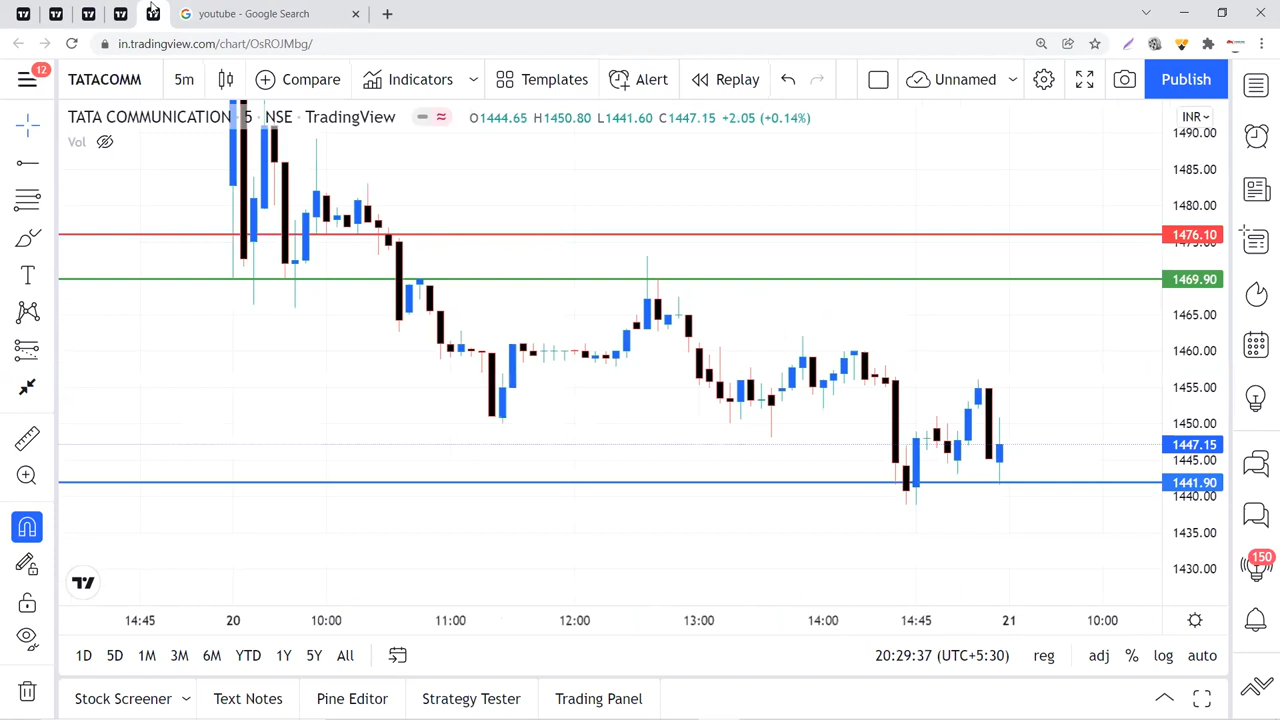 youtube - Google Search
in.tradingview.com/chart/OsROJMbg/
12
TATACOMM 5m Compare Indicators Templates Alert Replay Unnamed Publish
TATA COMMUNICATION · 5 · NSE · TradingView O1444.65 H1450.80 L1441.60 C1447.15 +2.05 (+0.14%)
INR
Vol
1490.00
1485.00
1480.00
1476.10
1475.00
1469.90
1465.00
1460.00
1455.00
1450.00
1447.15
1445.00
1441.90
1440.00
1435.00
1430.00
150
14:45 20 10:00 11:00 12:00 13:00 14:00 14:45 21 10:00
1D 5D 1M 3M 6M YTD 1Y 5Y All 20:29:37 (UTC+5:30) reg adj % log auto
Stock Screener Text Notes Pine Editor Strategy Tester Trading Panel